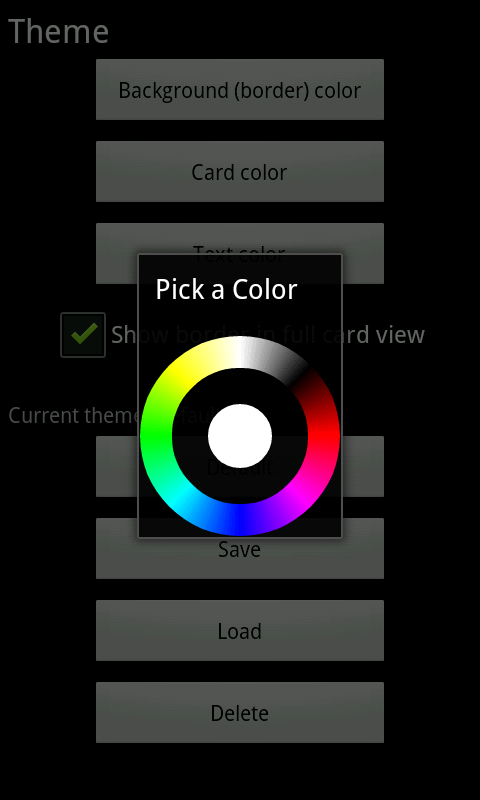 Theme
Background (border) color
Card color
Text color
Pick a Color
Show border in full card view
Current theme: Default
Default
Save
Load
Delete